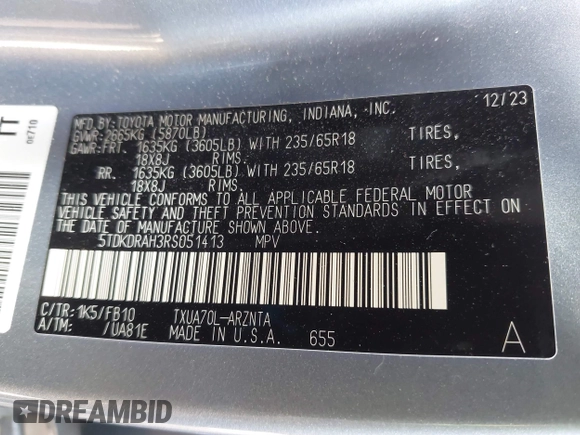 MFD.BY:TOYOTA MOTOR MANUFACTURING, INDIANA, INC. 12/23
GVWR:2665KG (5870LB)
GAWR:FRT. 1635KG (3605LB) WITH 235/65R18 TIRES,
18X8J RIMS.
RR. 1635KG (3605LB) WITH 235/65R18 TIRES,
18X8J RIMS.
THIS VEHICLE CONFORMS TO ALL APPLICABLE FEDERAL MOTOR
VEHICLE SAFETY AND THEFT PREVENTION STANDARDS IN EFFECT ON
THE DATE OF MANUFACTURE SHOWN ABOVE.
5TDKDRAH3RS051413 MPV
C/TR:1K5/FB10 TXUA70L-ARZNTA
A/TM: /UA81E MADE IN U.S.A. 655 A
TT
0E710
DREAMBID